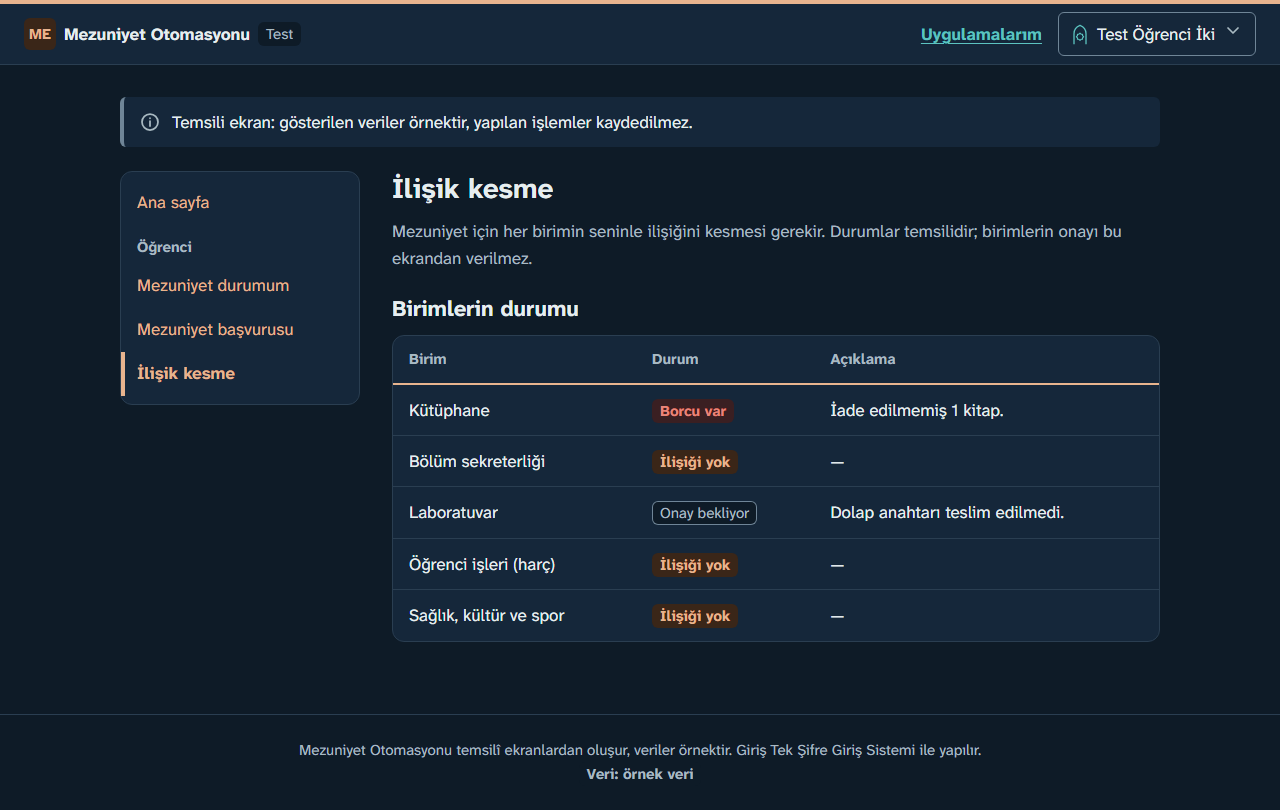 ME Mezuniyet Otomasyonu Test Uygulamalarım Test Öğrenci İki
Temsili ekran: gösterilen veriler örnektir, yapılan işlemler kaydedilmez.
Ana sayfa
Öğrenci
Mezuniyet durumum
Mezuniyet başvurusu
İlişik kesme
İlişik kesme
Mezuniyet için her birimin seninle ilişiğini kesmesi gerekir. Durumlar temsilidir; birimlerin onayı bu
ekrandan verilmez.
Birimlerin durumu
Birim Durum Açıklama
Kütüphane Borcu var İade edilmemiş 1 kitap.
Bölüm sekreterliği İlişiği yok —
Laboratuvar Onay bekliyor Dolap anahtarı teslim edilmedi.
Öğrenci işleri (harç) İlişiği yok —
Sağlık, kültür ve spor İlişiği yok —
Mezuniyet Otomasyonu temsilî ekranlardan oluşur, veriler örnektir. Giriş Tek Şifre Giriş Sistemi ile yapılır.
Veri: örnek veri